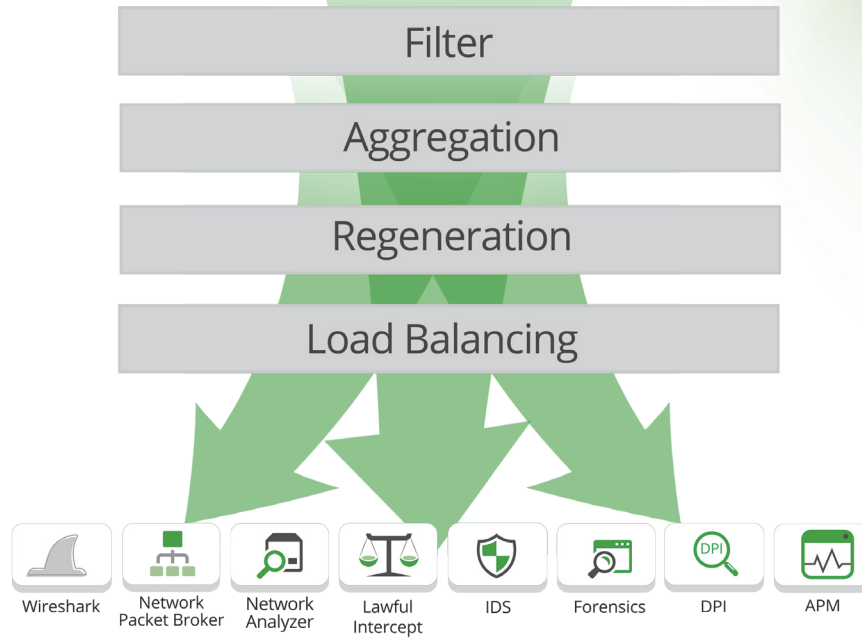 Filter
Aggregation
Regeneration
Load Balancing
DPI
Wireshark
Network
Packet Broker
Network
Analyzer
Lawful
Intercept
IDS
Forensics
DPI
APM